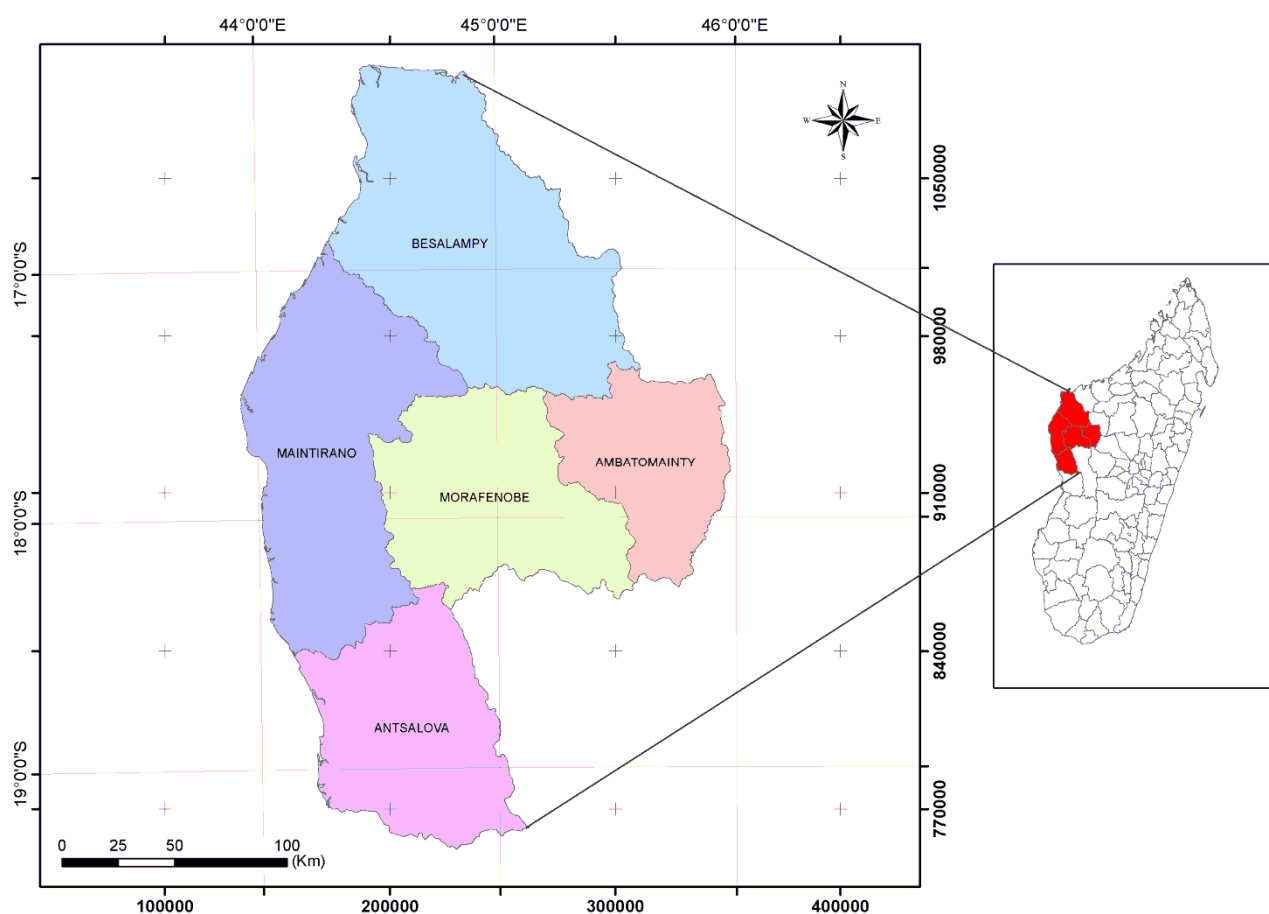 44°0'0"E 45°0'0"E 46°0'0"E
N
W E
S
1050000
BESALAMPY
17°0'0"S
980000
MAINTIRANO
AMBATOMAINTY
MORAFENOBE
910000
18°0'0"S
840000
ANTSALOVA
19°0'0"S
770000
0 25 50 100
(Km)
100000 200000 300000 400000